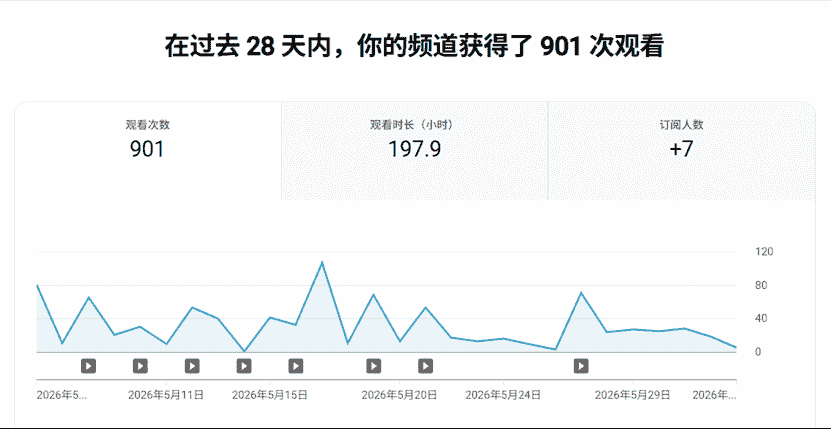 在过去 28 天内，你的频道获得了 901 次观看
观看次数
901
观看时长（小时）
197.9
订阅人数
+7
120
80
40
0
2026年5...
2026年5月11日
2026年5月15日
2026年5月20日
2026年5月24日
2026年5月29日
2026年...